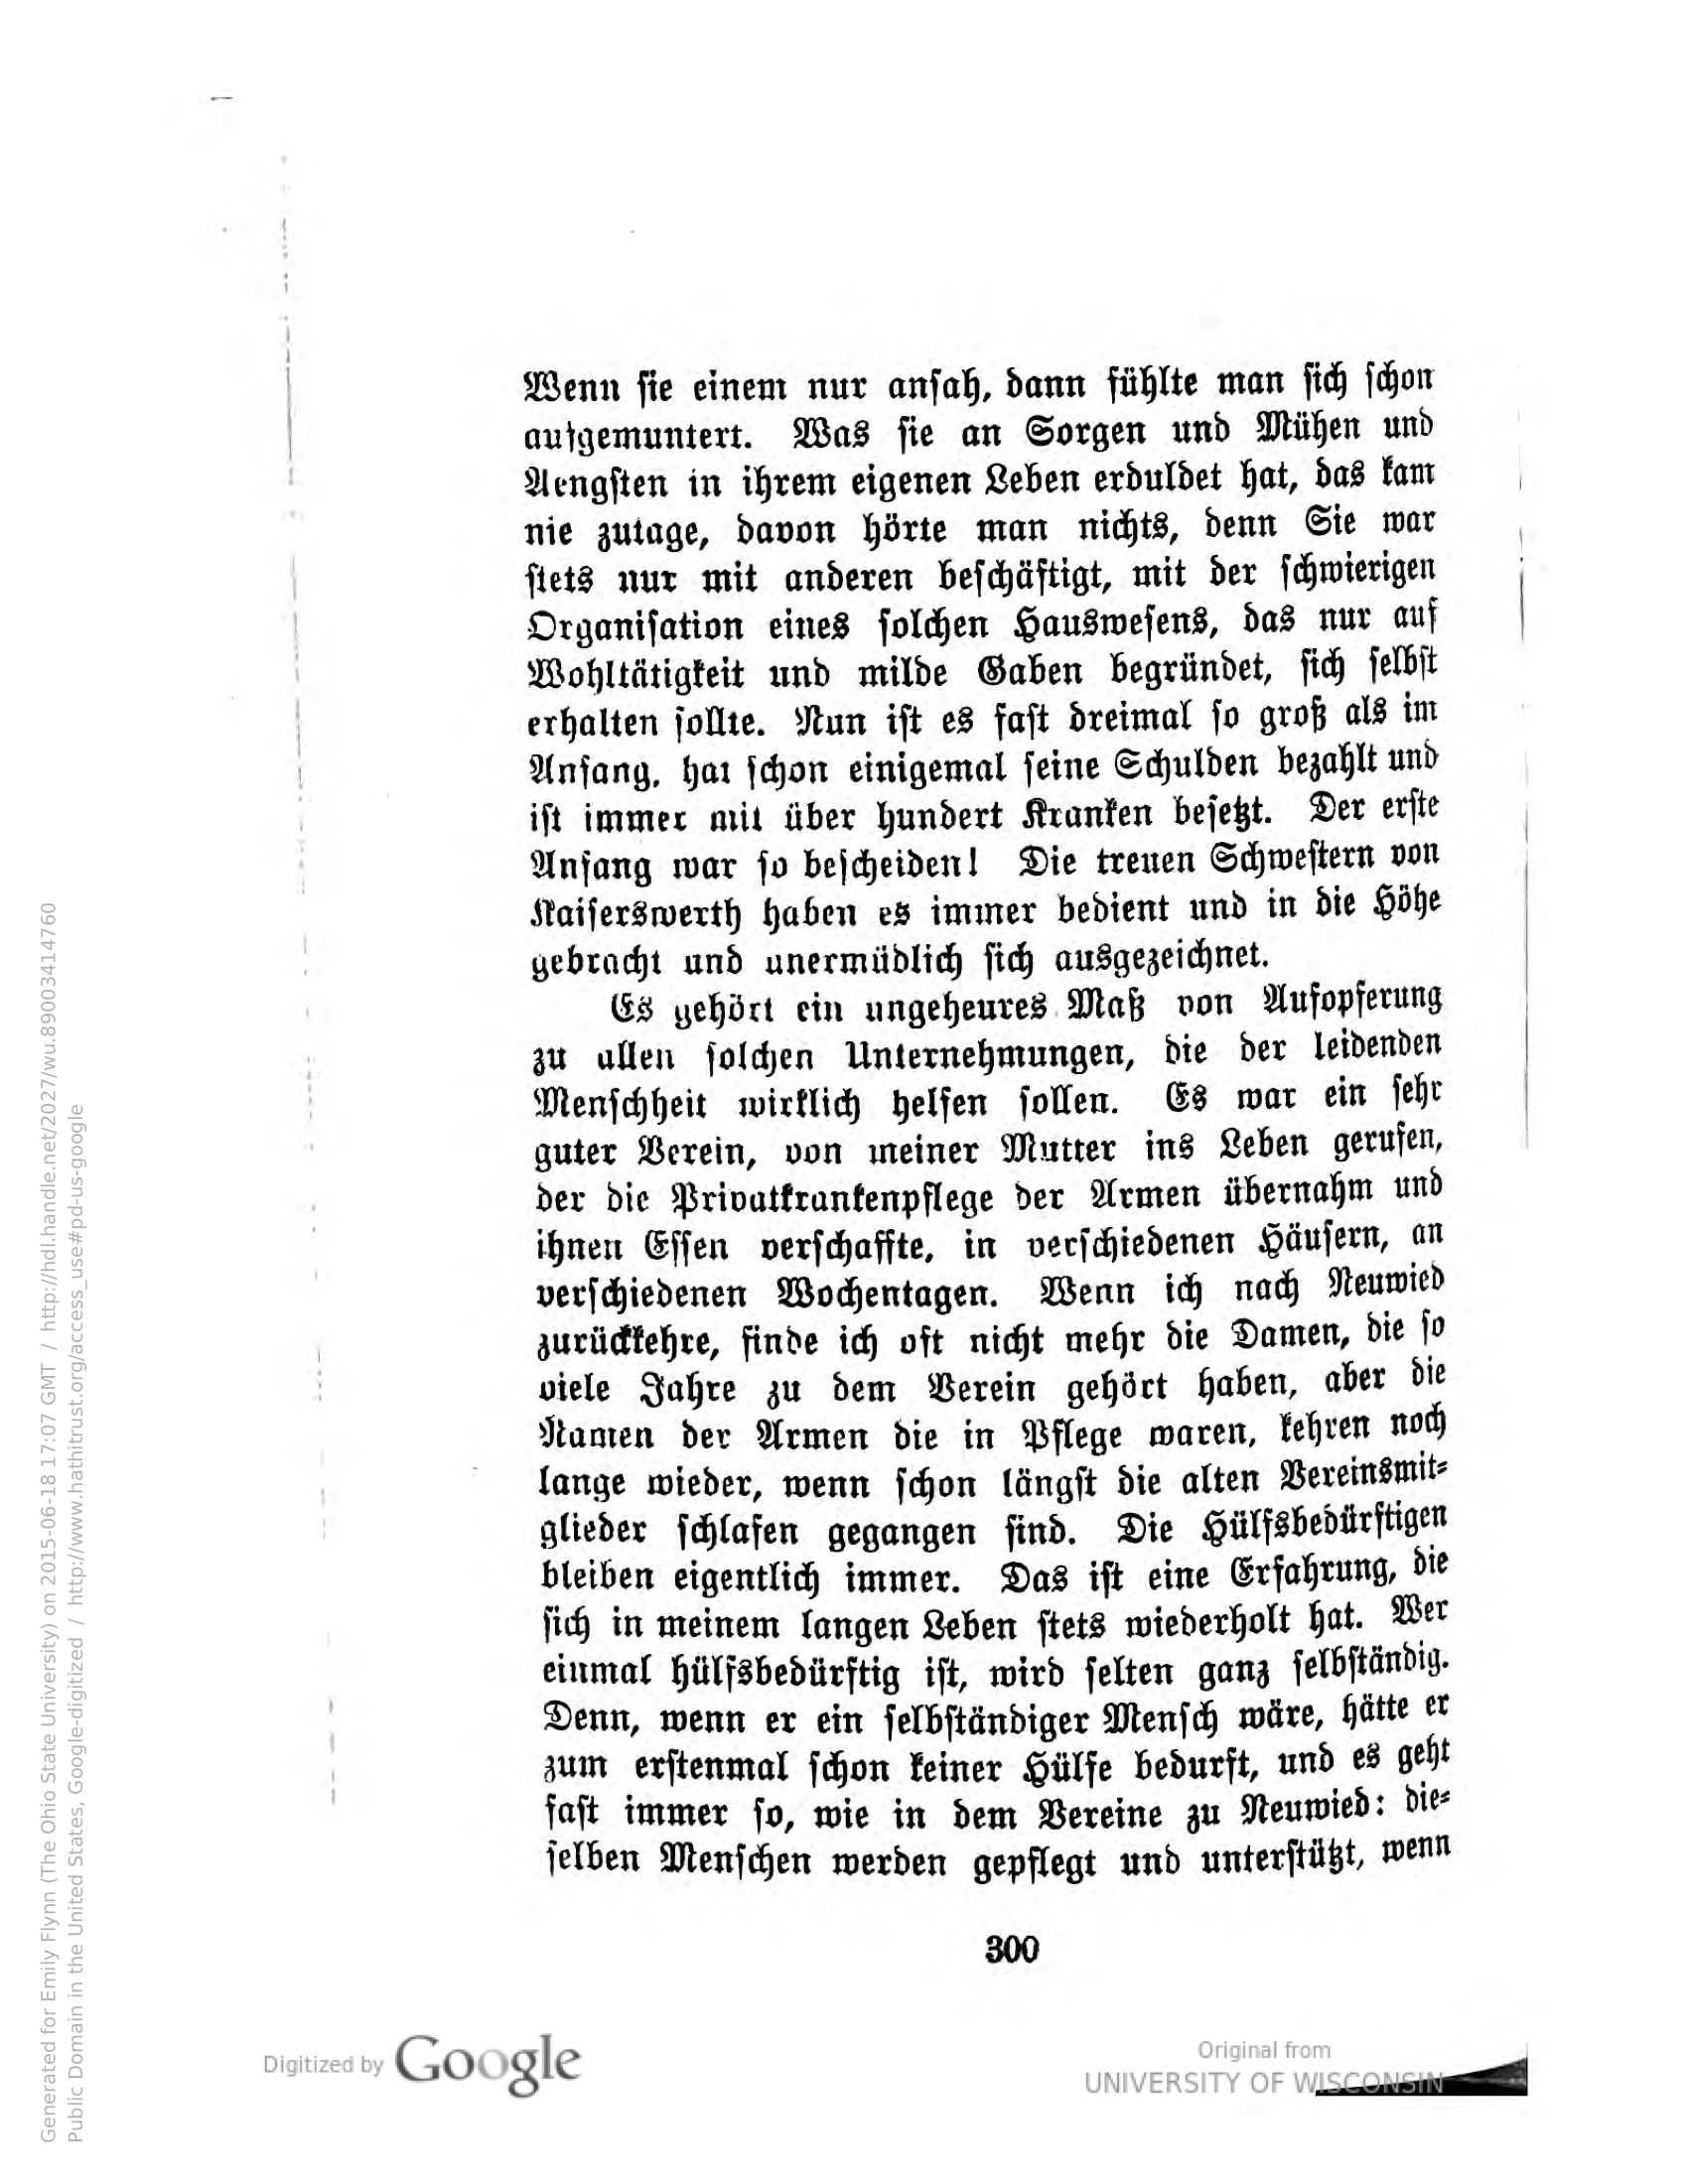 Wenn sie einem nur ansah, dann fühlte man sich schon
aufgemuntert. Was sie an Sorgen und Mühen und
Aengsten in ihrem eigenen Leben erduldet hat, das kam
nie zutage, davon hörte man nichts, denn Sie war
stets nur mit anderen beschäftigt, mit der schwierigen
Organisation eines solchen Hauswesens, das nur auf
Wohltätigkeit und milde Gaben begründet, sich selbst
erhalten sollte. Nun ist es fast dreimal so groß als im
Anfang, hat schon einigemal seine Schulden bezahlt und
ist immer mit über hundert Kranken besetzt. Der erste
Anfang war so bescheiden! Die treuen Schwestern von
Kaiserswerth haben es immer bedient und in die Höhe
gebracht und unermüdlich sich ausgezeichnet.
Es gehört ein ungeheures Maß von Aufopferung
zu allen solchen Unternehmungen, die der leidenden
Menschheit wirklich helfen sollen. Es war ein sehr
guter Verein, von meiner Mutter ins Leben gerufen,
der die Privatkrankenpflege der Armen übernahm und
ihnen Essen verschaffte, in verschiedenen Häusern, an
verschiedenen Wochentagen. Wenn ich nach Neuwied
zurückkehre, finde ich oft nicht mehr die Damen, die so
viele Jahre zu dem Verein gehört haben, aber die
Namen der Armen die in Pflege waren, kehren noch
lange wieder, wenn schon längst die alten Vereinsmit-
glieder schlafen gegangen sind. Die Hülfsbedürftigen
bleiben eigentlich immer. Das ist eine Erfahrung, die
sich in meinem langen Leben stets wiederholt hat. Wer
einmal hülfsbedürftig ist, wird selten ganz selbständig.
Denn, wenn er ein selbständiger Mensch wäre, hätte er
zum erstenmal schon keiner Hülfe bedurft, und es geht
fast immer so, wie in dem Vereine zu Neuwied: die-
selben Menschen werden gepflegt und unterstützt, wenn
300
Digitized by Google
Original from
UNIVERSITY OF WISCONSIN
Generated for Emily Flynn (The Ohio State University) on 2015-06-18 17:07 GMT / http://hdl.handle.net/2027/wu.89003414760
Public Domain in the United States, Google-digitized / http://www.hathitrust.org/access_use#pd-us-google